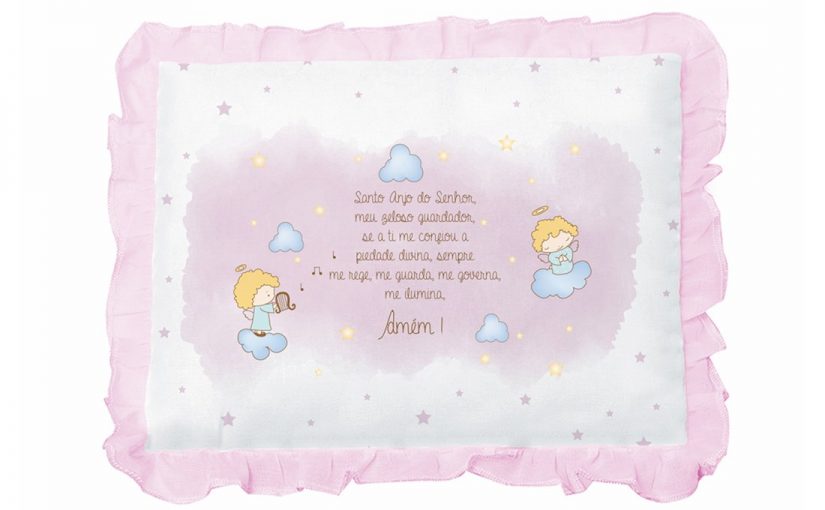 Santo Anjo do Senhor,
meu zeloso guardador,
se a ti me confiou a
piedade divina, sempre
me rege, me guarda, me governa,
me ilumina,
Amém !